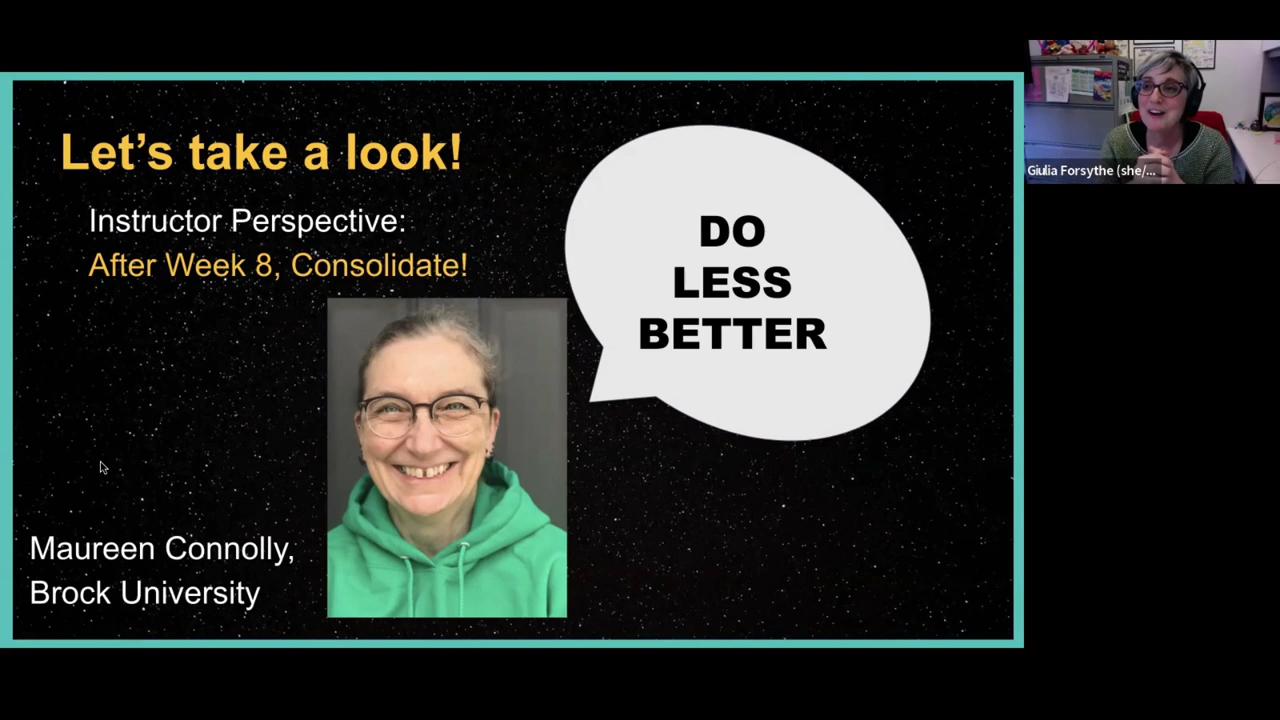 Let's take a look!
Instructor Perspective:
After Week 8, Consolidate!
DO
LESS
BETTER
Maureen Connolly,
Brock University
Giulia Forsythe (she/...